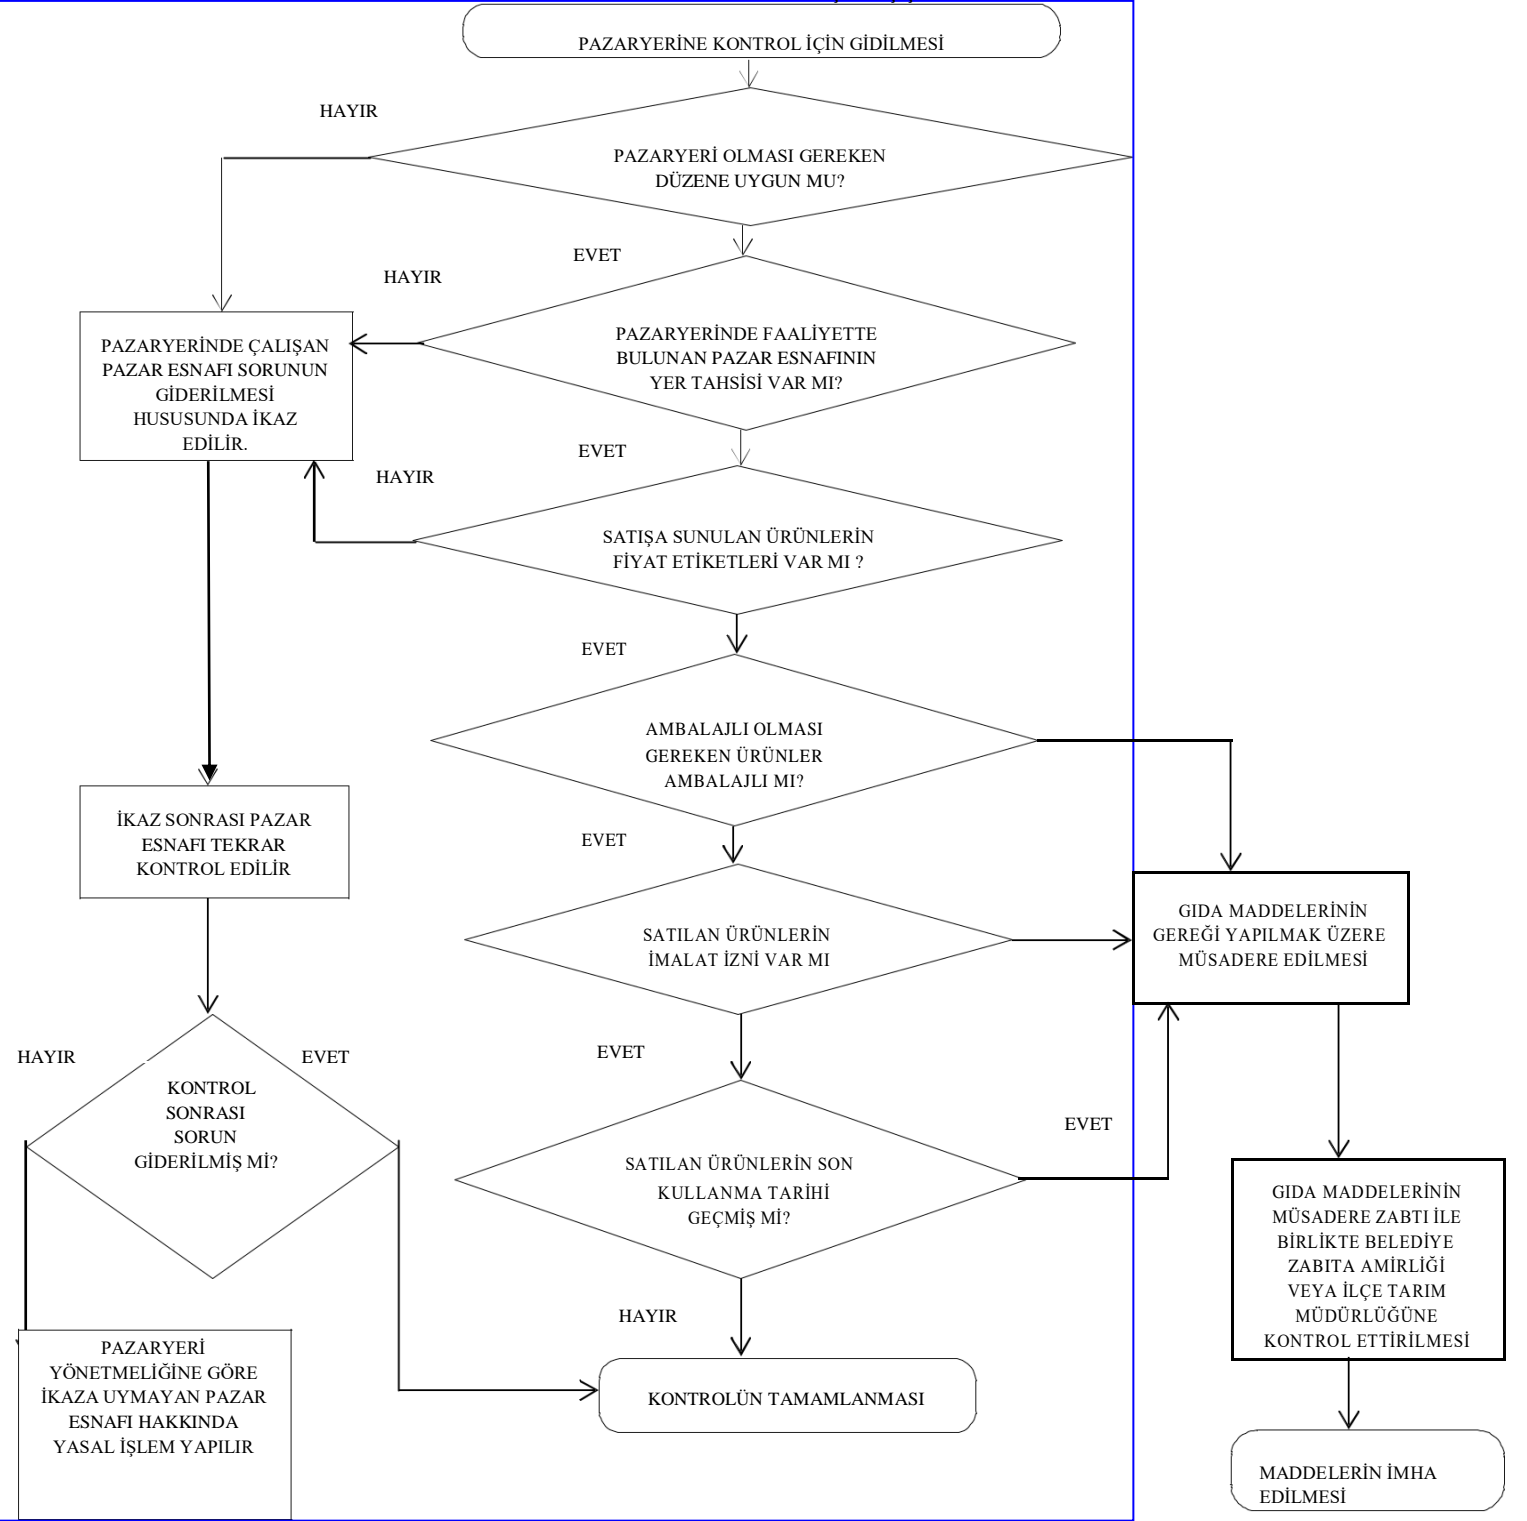 PAZARYERİNE KONTROL İÇİN GİDİLMESİ
HAYIR
PAZARYERİ OLMASI GEREKEN
DÜZENE UYGUN MU?
EVET
HAYIR
PAZARYERİNDE FAALİYETTE
BULUNAN PAZAR ESNAFININ
YER TAHSİSİ VAR MI?
PAZARYERİNDE ÇALIŞAN
PAZAR ESNAFI SORUNUN
GİDERİLMESİ
HUSUSUNDA İKAZ
EDİLİR.
EVET
HAYIR
SATIŞA SUNULAN ÜRÜNLERİN
FİYAT ETİKETLERİ VAR MI ?
EVET
AMBALAJLI OLMASI
GEREKEN ÜRÜNLER
AMBALAJLI MI?
İKAZ SONRASI PAZAR
ESNAFI TEKRAR
KONTROL EDİLİR
EVET
SATILAN ÜRÜNLERİN
İMALAT İZNİ VAR MI
GIDA MADDELERİNİN
GEREĞİ YAPILMAK ÜZERE
MÜSADERE EDİLMESİ
HAYIR
EVET
KONTROL
SONRASI
SORUN
GİDERİLMİŞ Mİ?
EVET
EVET
SATILAN ÜRÜNLERİN SON
KULLANMA TARİHİ
GEÇMİŞ Mİ?
GIDA MADDELERİNİN
MÜSADERE ZABTI İLE
BİRLİKTE BELEDİYE
ZABITA AMİRLİĞİ
VEYA İLÇE TARIM
MÜDÜRLÜĞÜNE
KONTROL ETTİRİLMESİ
HAYIR
PAZARYERİ
YÖNETMELİĞİNE GÖRE
İKAZA UYMAYAN PAZAR
ESNAFI HAKKINDA
YASAL İŞLEM YAPILIR
KONTROLÜN TAMAMLANMASI
MADDELERİN İMHA
EDİLMESİ